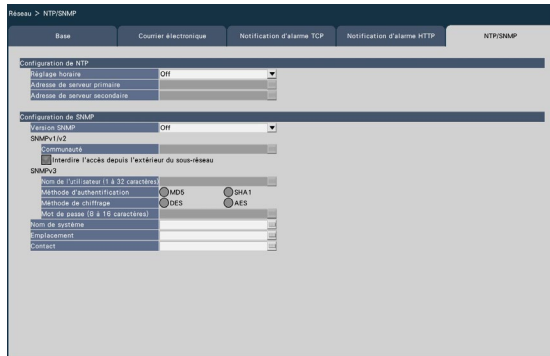 Réseau > NTP/SNMP
Base Courrier électronique Notification d'alarme TCP Notification d'alarme HTTP NTP/SNMP
Configuration de NTP
Réglage horaire Off
Adresse de serveur primaire
Adresse de serveur secondaire
Configuration de SNMP
Version SNMP Off
SNMPv1/v2
Communauté
Interdire l'accès depuis l'extérieur du sous-réseau
SNMPv3
Nom de l'utilisateur (1 à 32 caractères)
Méthode d'authentification MD5 SHA1
Méthode de chiffrage DES AES
Mot de passe (8 à 16 caractères)
Nom de système
Emplacement
Contact